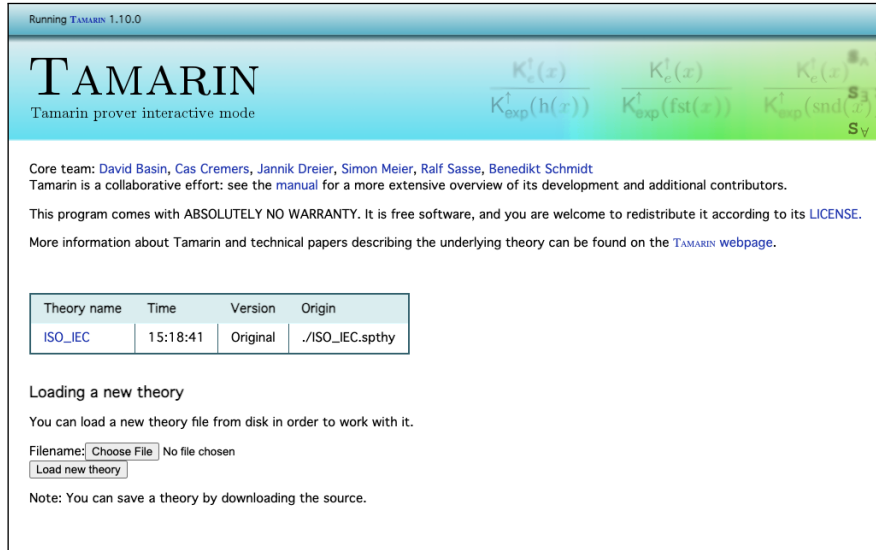 Running Tamarin 1.10.0
TAMARIN
Tamarin prover interactive mode
K↑e(x) K↑e(x) K↑e(x)
K↑exp(h(x)) K↑exp(fst(x)) K↑exp(snd(x))
Core team: David Basin, Cas Cremers, Jannik Dreier, Simon Meier, Ralf Sasse, Benedikt Schmidt
Tamarin is a collaborative effort: see the manual for a more extensive overview of its development and additional contributors.
This program comes with ABSOLUTELY NO WARRANTY. It is free software, and you are welcome to redistribute it according to its LICENSE.
More information about Tamarin and technical papers describing the underlying theory can be found on the Tamarin webpage.
Theory name Time Version Origin
ISO_IEC 15:18:41 Original ./ISO_IEC.spthy
Loading a new theory
You can load a new theory file from disk in order to work with it.
Filename: Choose File No file chosen
Load new theory
Note: You can save a theory by downloading the source.